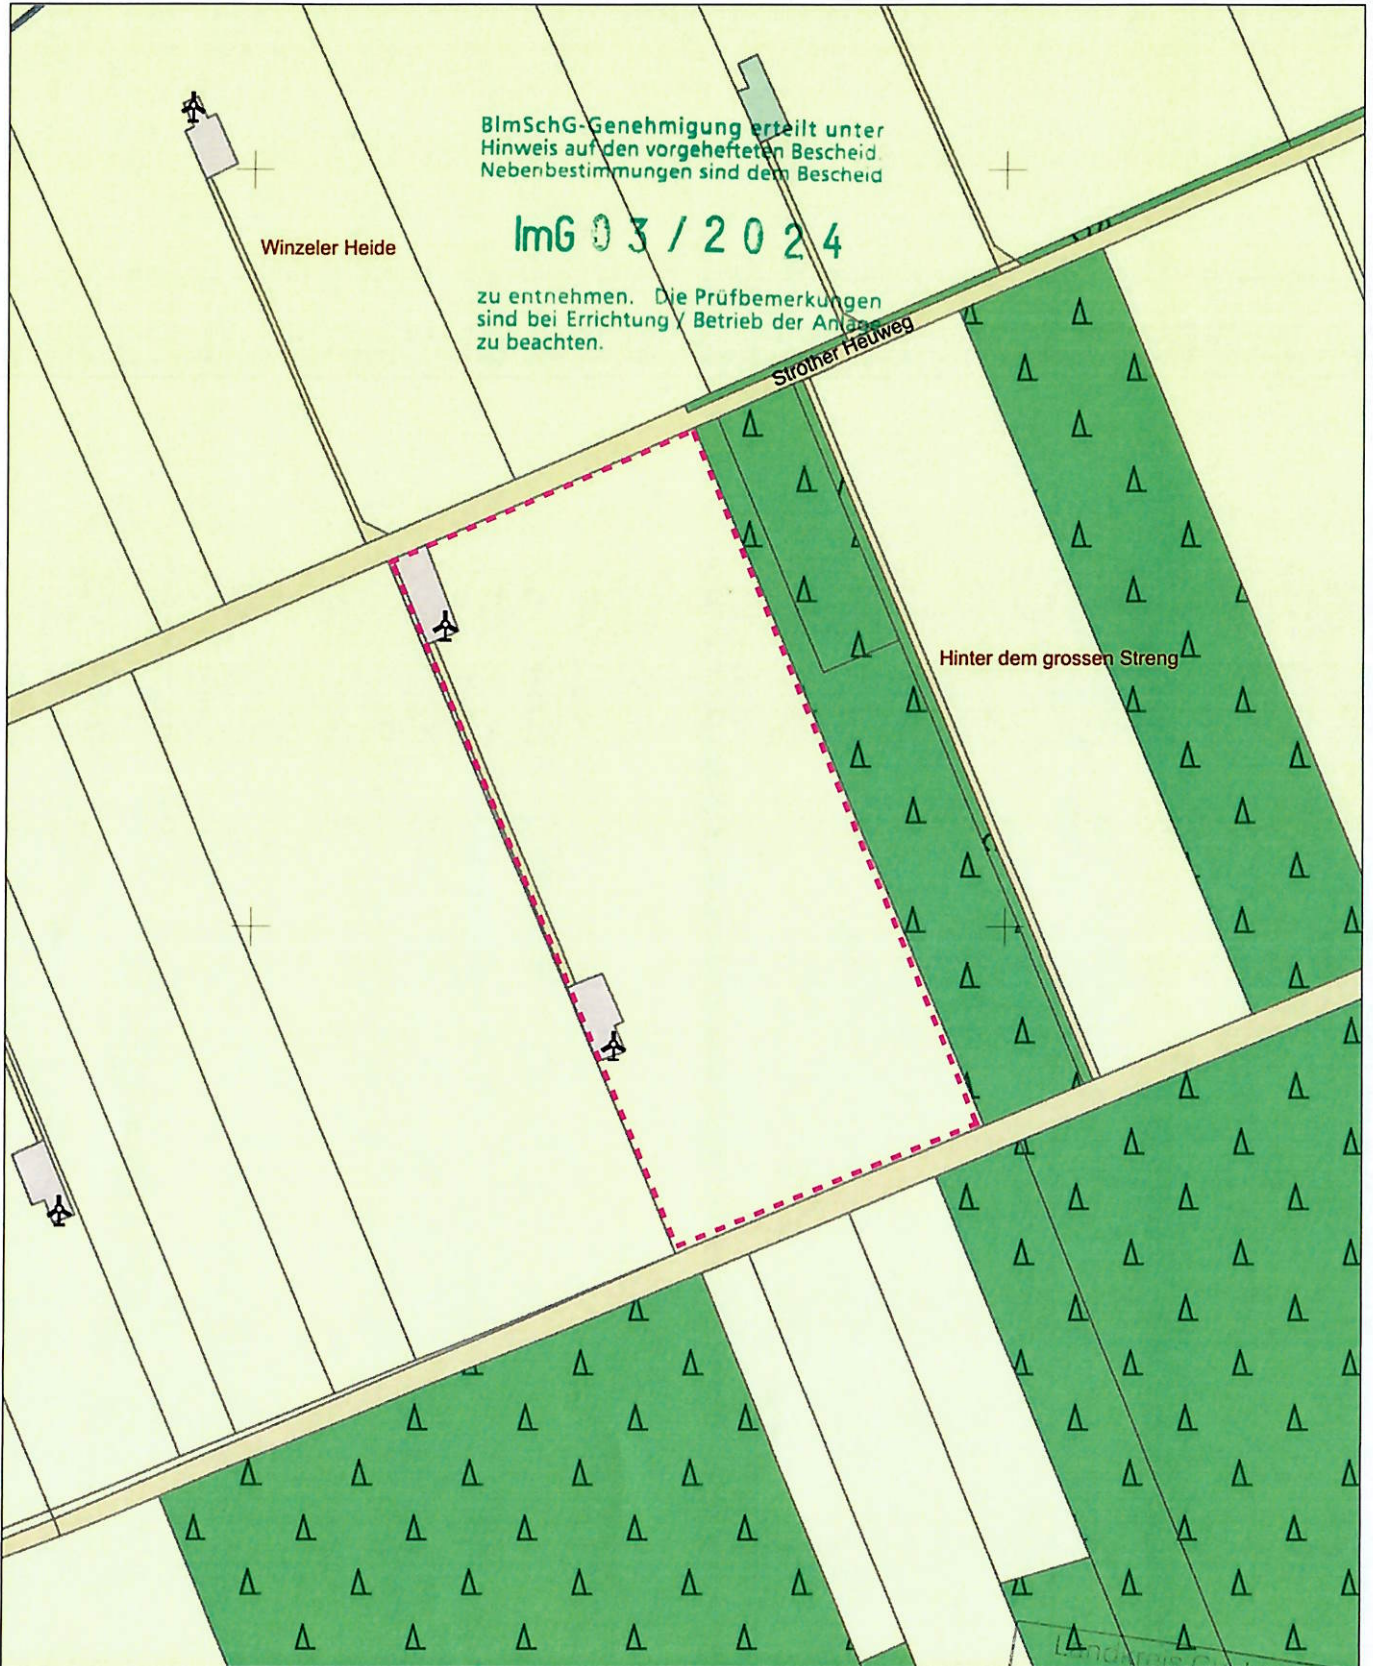 BImSchG-Genehmigung erteilt unter
Hinweis auf den vorgehefteten Bescheid.
Nebenbestimmungen sind dem Bescheid
ImG 03/2024
Winzeler Heide
zu entnehmen. Die Prüfbemerkungen
sind bei Errichtung / Betrieb der Anlage
zu beachten.
Strother Heuweg
Hinter dem grossen Streng
Landkreis